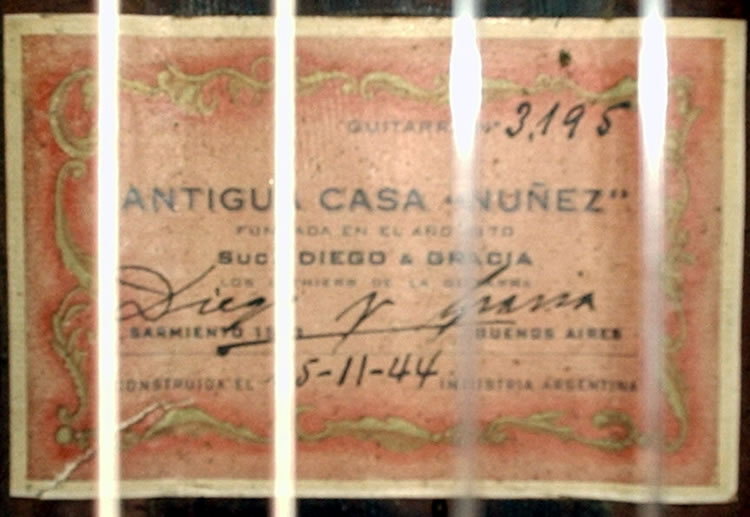 GUITARRA Nº 3.195
ANTIGUA CASA "NUÑEZ"
FUNDADA EN EL AÑO 1870
Suc. DIEGO & GRACIA
LOS LUTHIERS DE LA GUITARRA
Diego y Gracia
SARMIENTO BUENOS AIRES
CONSTRUIDA EL 5-11-44 INDUSTRIA ARGENTINA